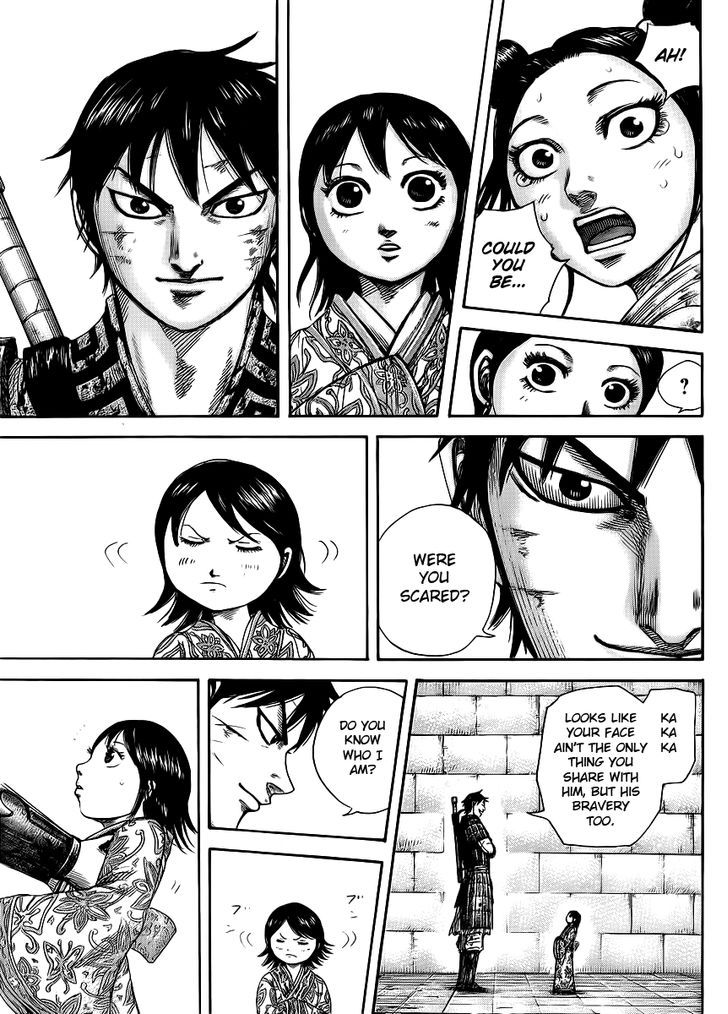 AH!
COULD
YOU
BE...
?
WERE
YOU
SCARED?
KA
KA
KA
LOOKS LIKE
YOUR FACE
AIN'T THE ONLY
THING YOU
SHARE WITH
HIM, BUT HIS
BRAVERY
TOO.
DO YOU
KNOW
WHO I
AM?